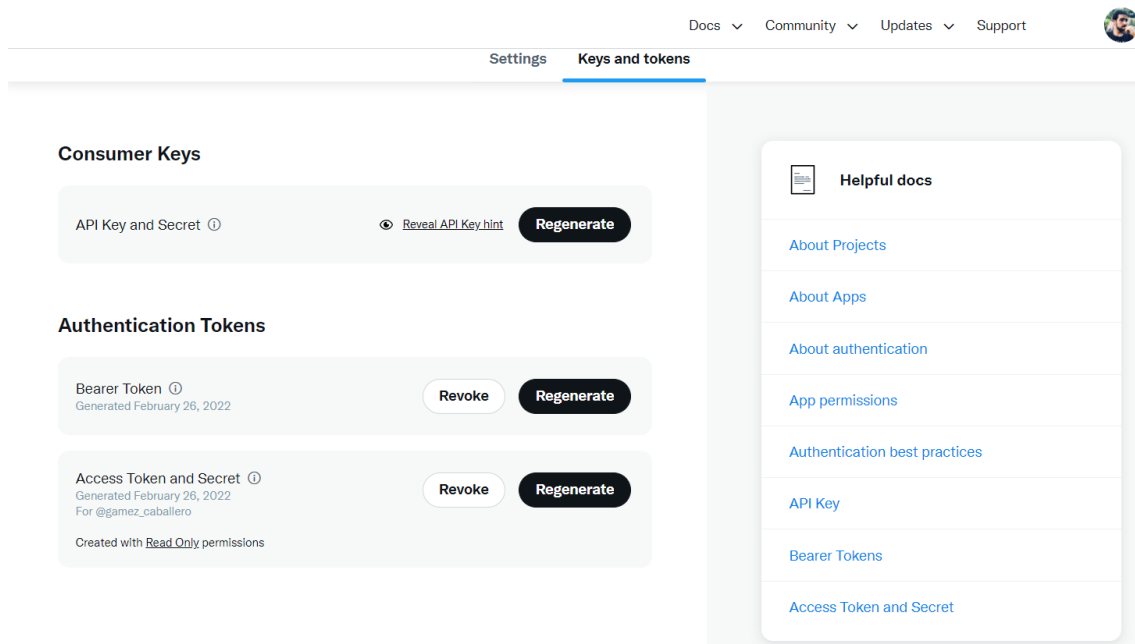 Docs
Community
Updates
Support
Settings
Keys and tokens
Consumer Keys
API Key and Secret
Reveal API Key hint
Regenerate
Authentication Tokens
Bearer Token
Generated February 26, 2022
Revoke
Regenerate
Access Token and Secret
Generated February 26, 2022
For @gamez_caballero
Created with Read Only permissions
Revoke
Regenerate
Helpful docs
About Projects
About Apps
About authentication
App permissions
Authentication best practices
API Key
Bearer Tokens
Access Token and Secret